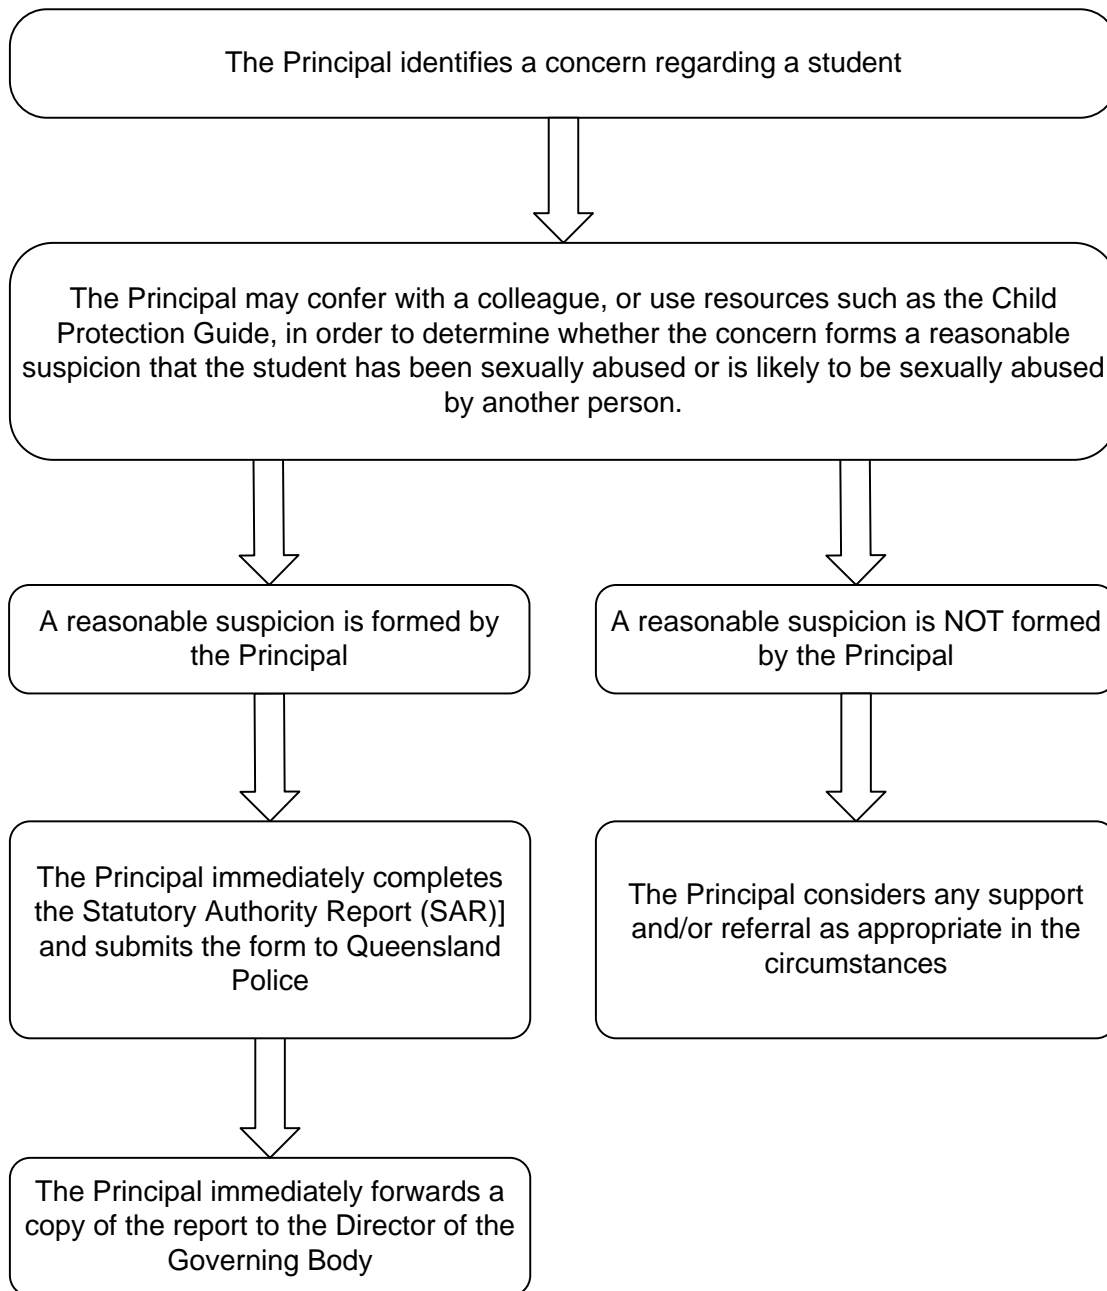 The Principal identifies a concern regarding a student
The Principal may confer with a colleague, or use resources such as the Child
Protection Guide, in order to determine whether the concern forms a reasonable
suspicion that the student has been sexually abused or is likely to be sexually abused
by another person.
A reasonable suspicion is formed by
the Principal
A reasonable suspicion is NOT formed
by the Principal
The Principal immediately completes
the Statutory Authority Report (SAR)]
and submits the form to Queensland
Police
The Principal considers any support
and/or referral as appropriate in the
circumstances
The Principal immediately forwards a
copy of the report to the Director of the
Governing Body